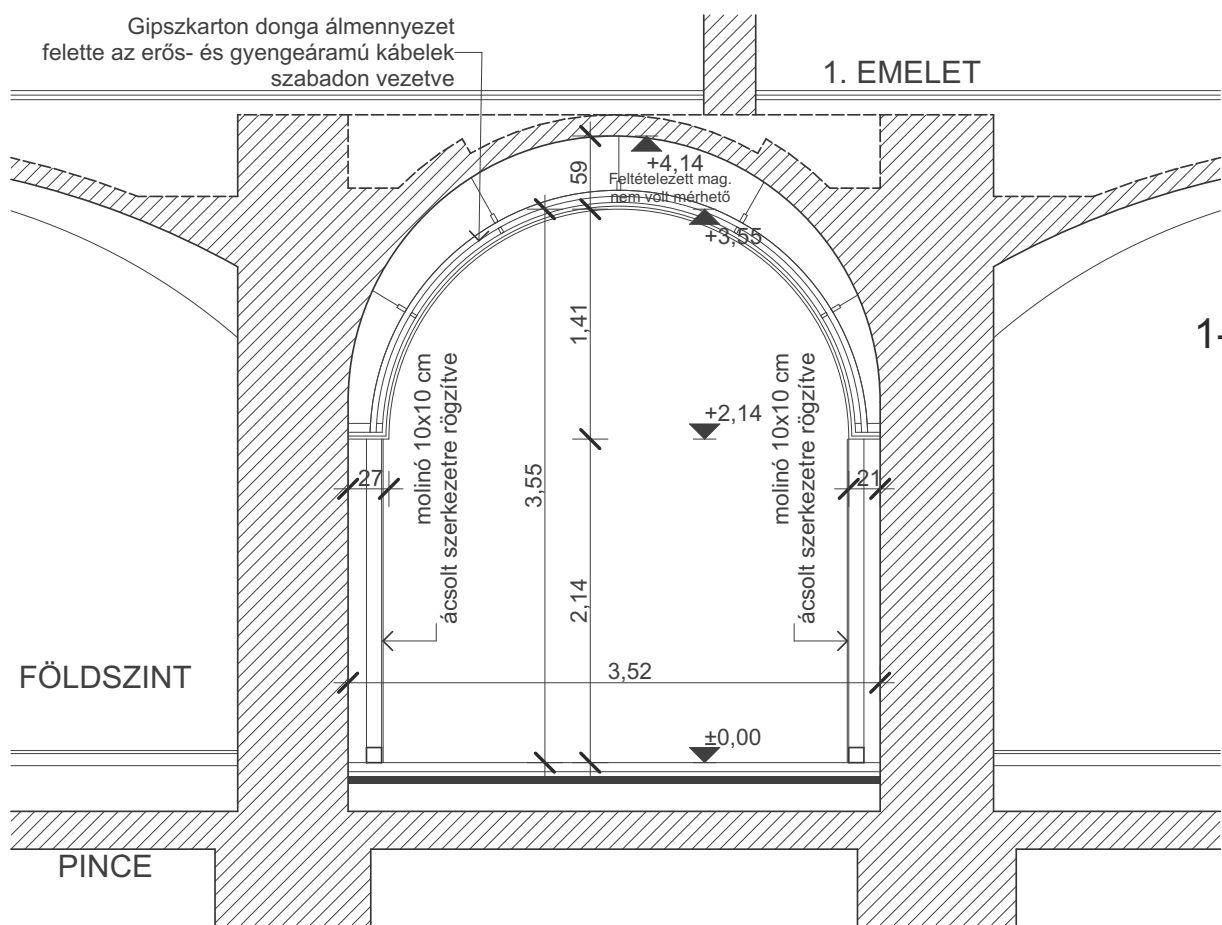 Gipszkarton donga álmennyezet
felette az erős- és gyengeáramú kábelek
szabadon vezetve
1. EMELET
59
+4,14
Feltételezett mag.
nem volt mérhető
+3,55
1,41
1-
molinó 10x10 cm
ácsolt szerkezetre rögzítve
molinó 10x10 cm
ácsolt szerkezetre rögzítve
+2,14
27
21
3,55
2,14
FÖLDSZINT
3,52
±0,00
PINCE